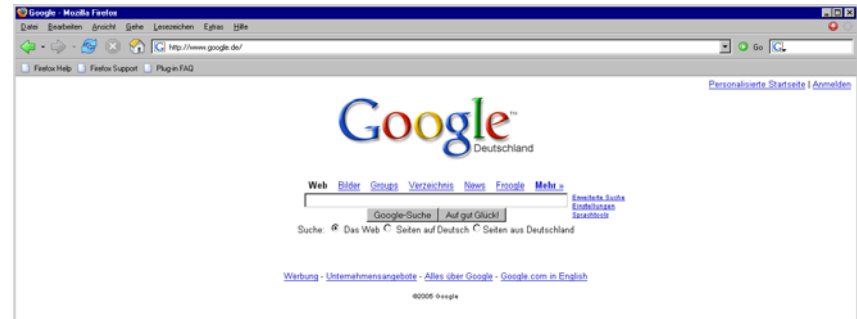 Google - Mozilla Firefox
Datei Bearbeiten Ansicht Gehe Lesezeichen Extras Hilfe
http://www.google.de/ Go
Firefox Help Firefox Support Plug-in FAQ
Personalisierte Startseite | Anmelden
Google™
Deutschland
Web Bilder Groups Verzeichnis News Froogle Mehr »
Erweiterte Suche
Einstellungen
Sprachtools
Google-Suche Auf gut Glück!
Suche: Das Web Seiten auf Deutsch Seiten aus Deutschland
Werbung - Unternehmensangebote - Alles über Google - Google.com in English
©2005 Google